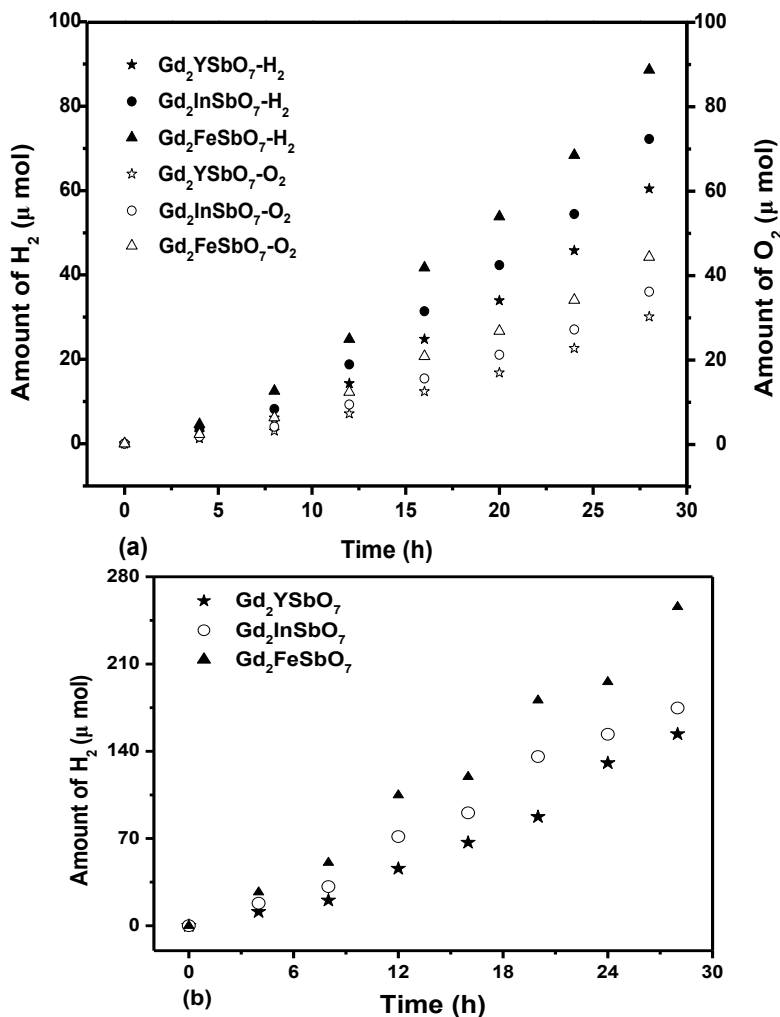 100
80
60
40
20
0
Amount of H₂ (μ mol)
★ Gd₂YSbO₇-H₂
● Gd₂InSbO₇-H₂
▲ Gd₂FeSbO₇-H₂
☆ Gd₂YSbO₇-O₂
○ Gd₂InSbO₇-O₂
△ Gd₂FeSbO₇-O₂
100
80
60
40
20
0
Amount of O₂ (μ mol)
0 5 10 15 20 25 30
(a) Time (h)
280
210
140
70
0
Amount of H₂ (μ mol)
★ Gd₂YSbO₇
○ Gd₂InSbO₇
▲ Gd₂FeSbO₇
0 6 12 18 24 30
(b) Time (h)